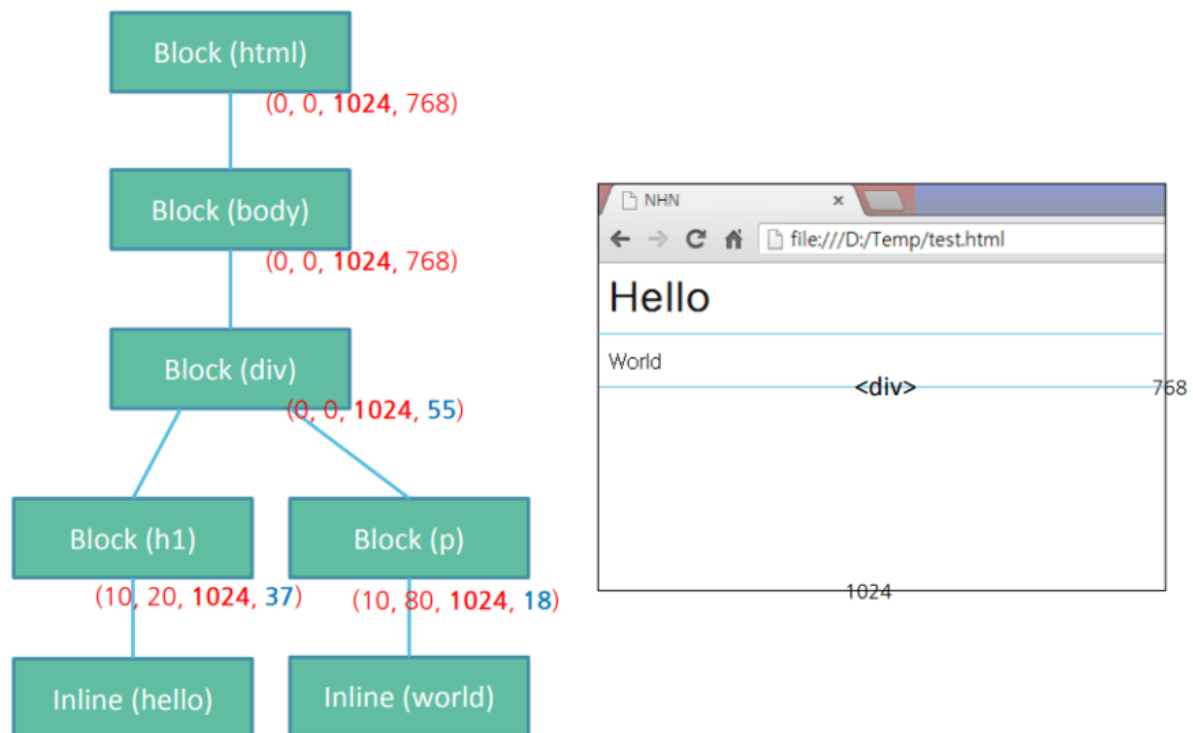 Block (html)
(0, 0, 1024, 768)
Block (body)
(0, 0, 1024, 768)
Block (div)
(0, 0, 1024, 55)
Block (h1)
Block (p)
(10, 20, 1024, 37)
(10, 80, 1024, 18)
Inline (hello)
Inline (world)
NHN
file:///D:/Temp/test.html
Hello
World
<div>
768
1024